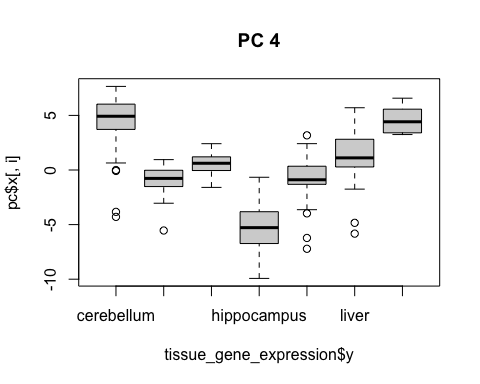 PC 4
pc$x[, i]
5
0
-5
-10
cerebellum hippocampus liver
tissue_gene_expression$y